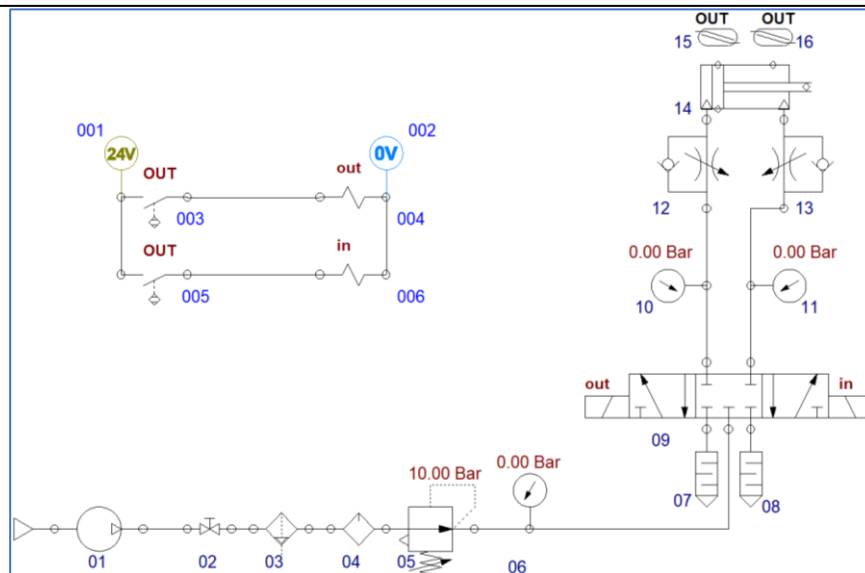 OUT OUT
15 16
14
001 002
24V 0V
OUT out
003 004
12 13
OUT in
0.00 Bar 0.00 Bar
005 006
10 11
out in
09
10.00 Bar 0.00 Bar
07 08
01 02 03 04 05 06